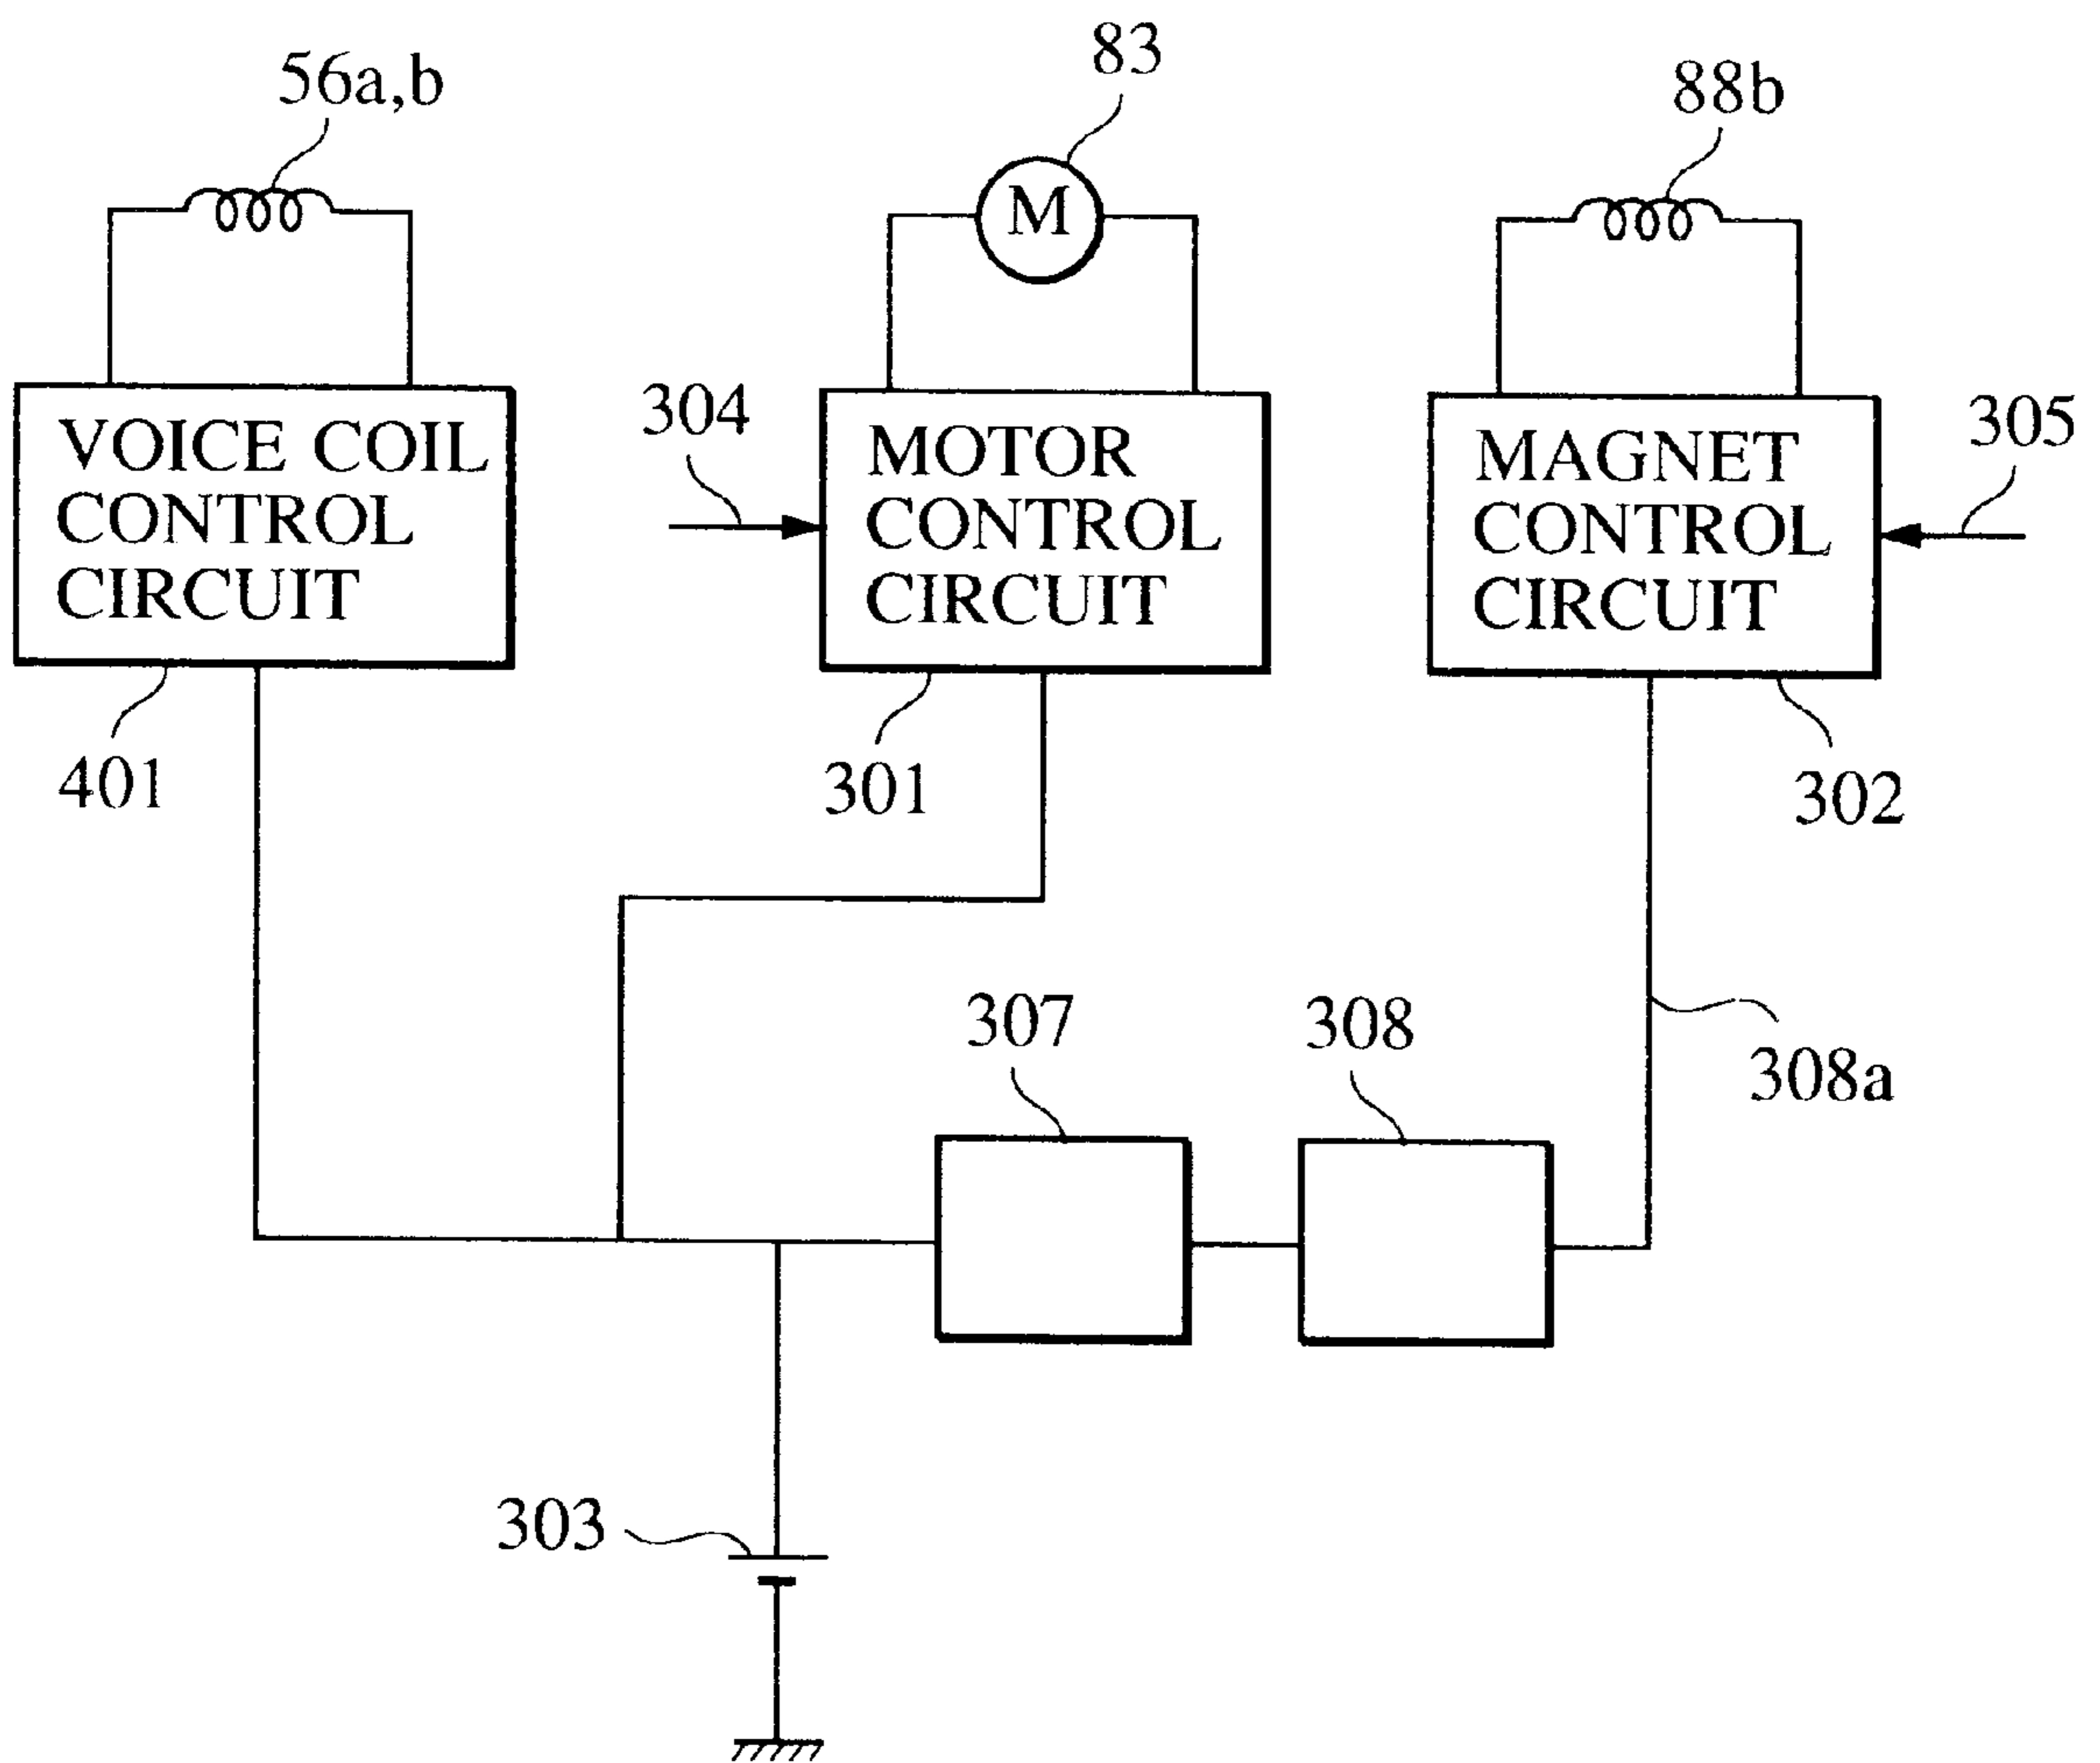 56a,b
83
88b
M
304
305
VOICE COIL
CONTROL
CIRCUIT
MOTOR
CONTROL
CIRCUIT
MAGNET
CONTROL
CIRCUIT
401
301
302
307
308
308a
303